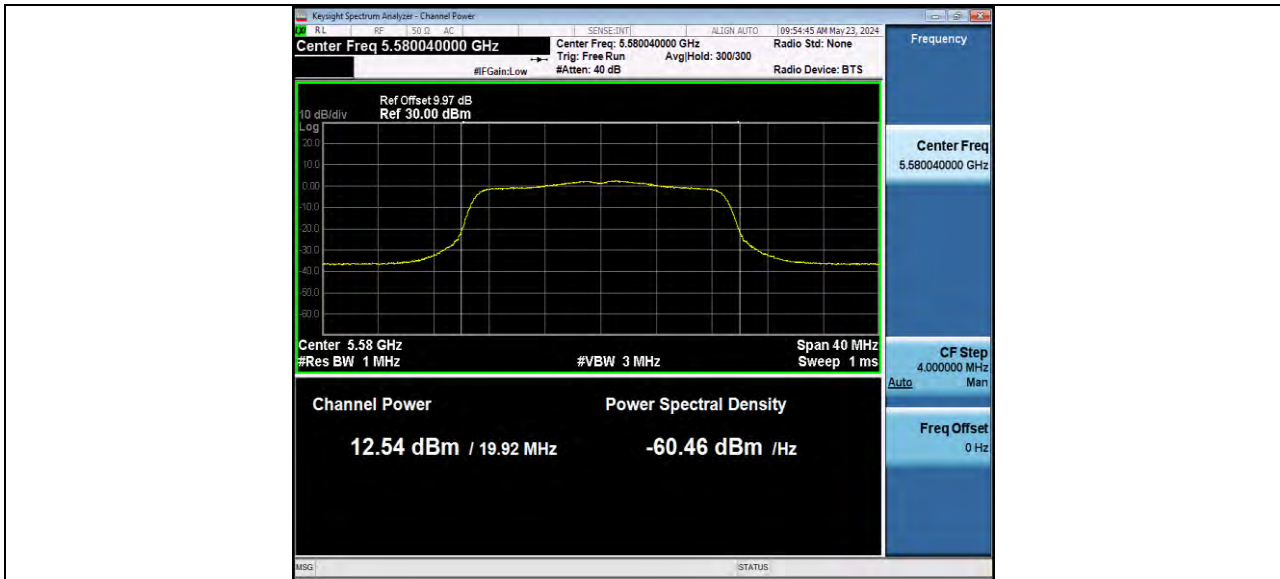 Keysight Spectrum Analyzer - Channel Power
RL RF 50 Ω AC SENSE:INT ALIGN AUTO 09:54:45 AM May 23, 2024
Center Freq 5.580040000 GHz
Center Freq: 5.580040000 GHz Radio Std: None
Trig: Free Run Avg|Hold: 300/300
#IFGain:Low #Atten: 40 dB Radio Device: BTS
Frequency
Ref Offset 9.97 dB
10 dB/div Ref 30.00 dBm
Log
20.0
10.0
0.00
-10.0
-20.0
-30.0
-40.0
-50.0
-60.0
Center Freq
5.580040000 GHz
Center 5.58 GHz Span 40 MHz
#Res BW 1 MHz #VBW 3 MHz Sweep 1 ms
CF Step
4.000000 MHz
Auto Man
Channel Power Power Spectral Density
12.54 dBm / 19.92 MHz -60.46 dBm /Hz
Freq Offset
0 Hz
MSG STATUS